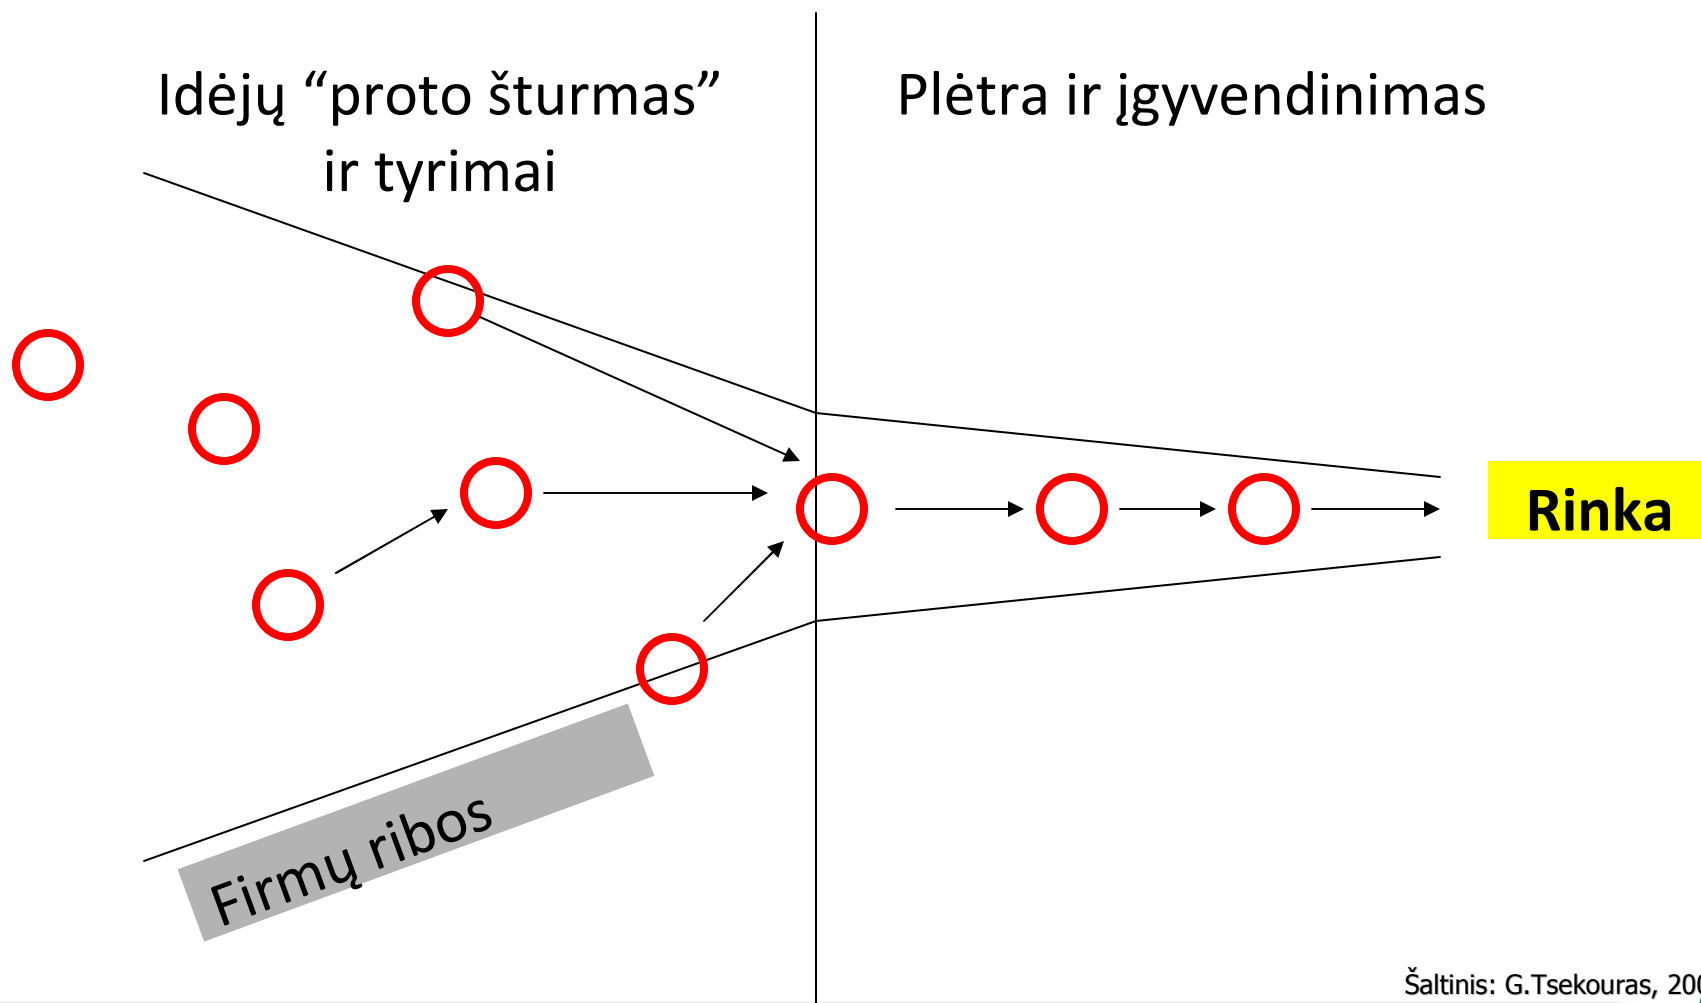 Idėjų “proto šturmas”
ir tyrimai
Plėtra ir įgyvendinimas
Rinka
Firmų ribos
Šaltinis: G.Tsekouras,